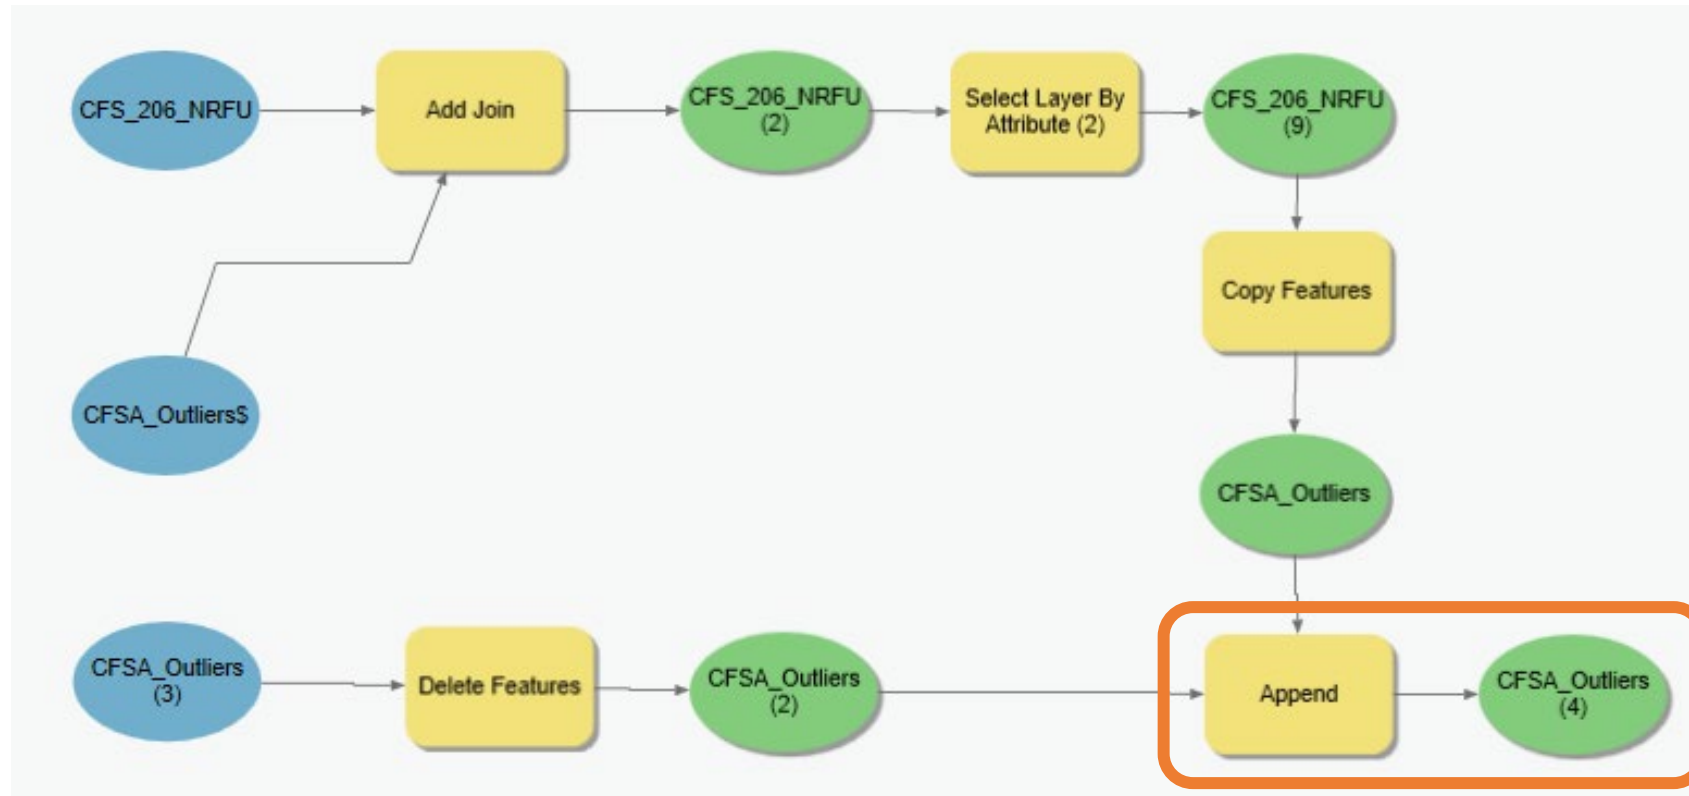 CFS_206_NRFU
Add Join
CFS_206_NRFU
(2)
Select Layer By
Attribute (2)
CFS_206_NRFU
(9)
Copy Features
CFSA_Outliers$
CFSA_Outliers
CFSA_Outliers
(3)
Delete Features
CFSA_Outliers
(2)
Append
CFSA_Outliers
(4)